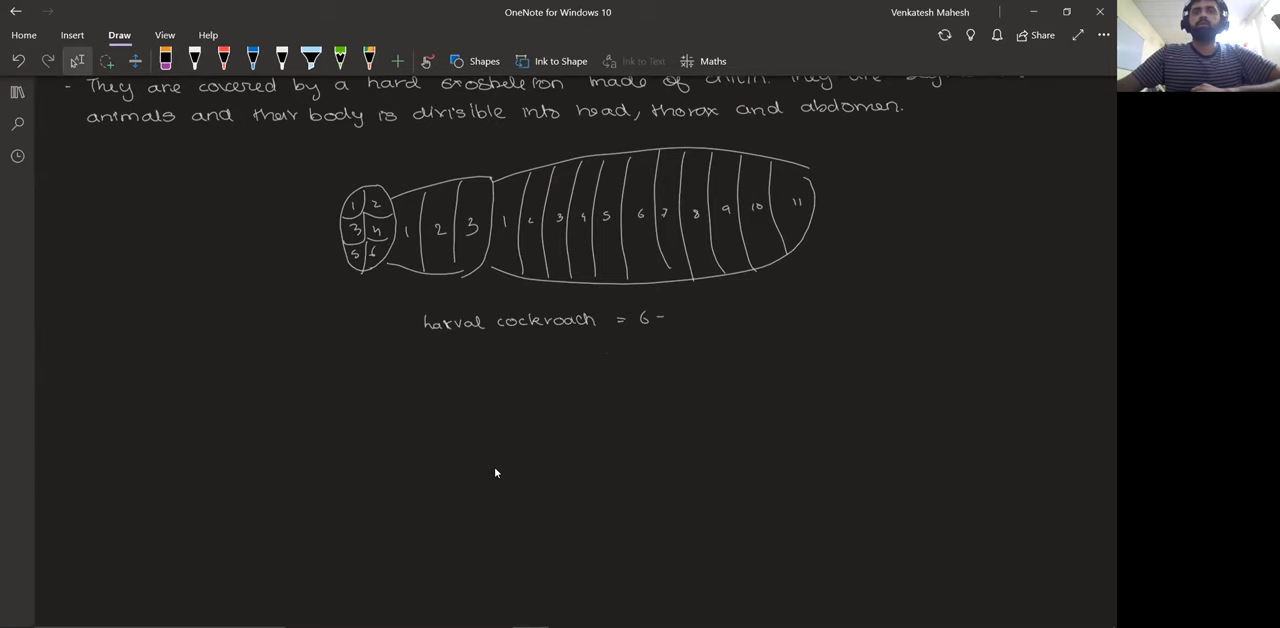 OneNote for Windows 10
Venkatesh Mahesh
Home Insert Draw View Help
Share
Shapes Ink to Shape Ink to Text Maths
- They are covered by a hard exoskeleton made of chitin. They are
animals and their body is divisible into head, thorax and abdomen.
1 2
3 4
5 6
1 2 3
1 2 3 4 5 6 7 8 9 10 11
Larval cockroach = 6 -